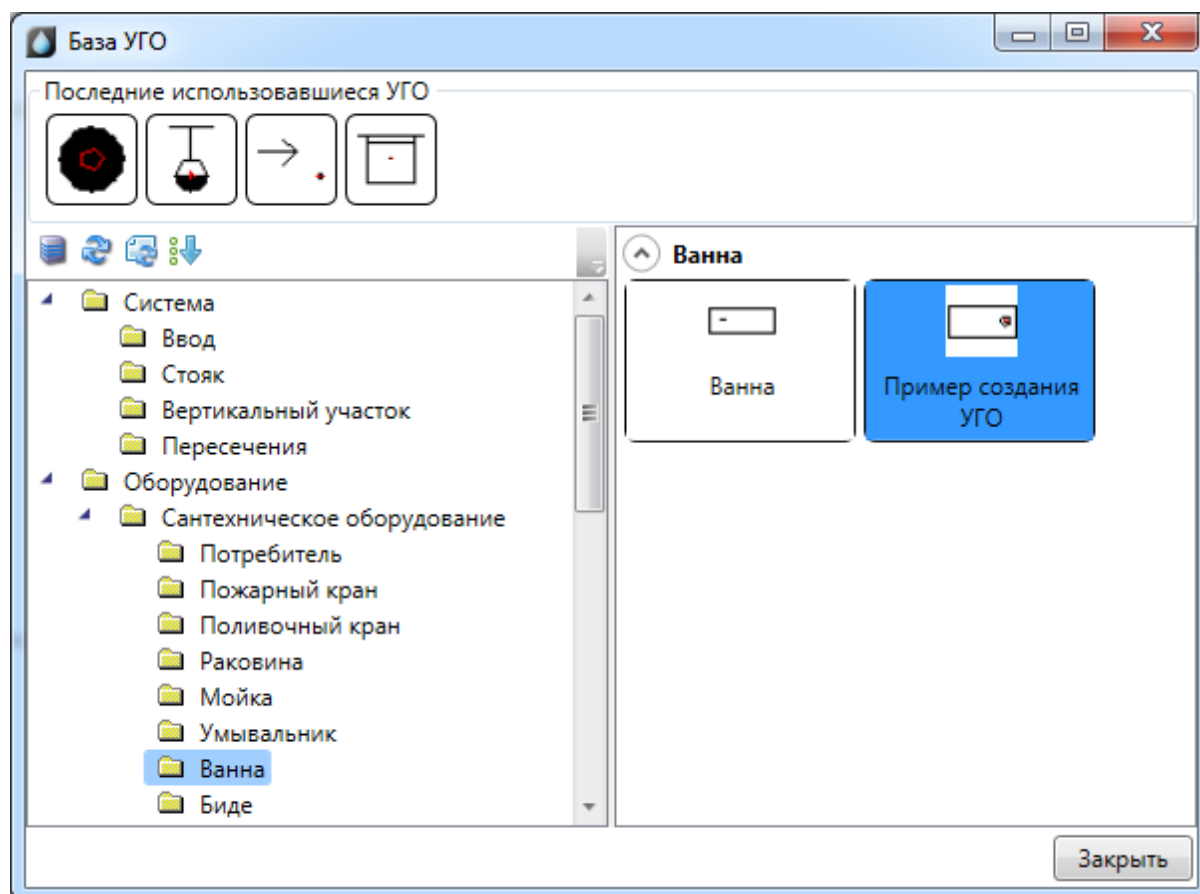 База УГО
Последние использовавшиеся УГО
Система
Ввод
Стояк
Вертикальный участок
Пересечения
Оборудование
Сантехническое оборудование
Потребитель
Пожарный кран
Поливочный кран
Раковина
Мойка
Умывальник
Ванна
Биде
Ванна
Ванна
Пример создания
УГО
Закрыть